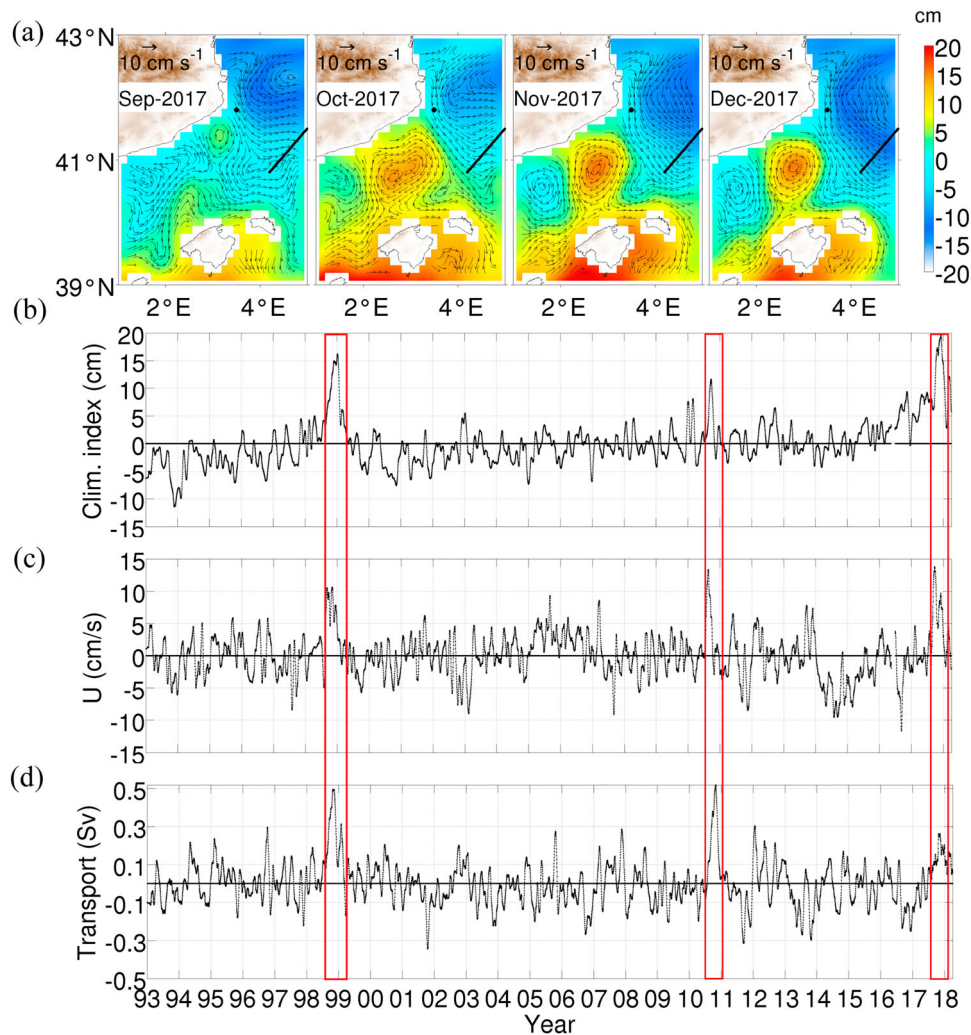 cm
(a)
43°N
41°N
39°N
10 cm s-1
Sep-2017
10 cm s-1
Oct-2017
10 cm s-1
Nov-2017
10 cm s-1
Dec-2017
20
15
10
5
0
-5
-10
-15
-20
2°E 4°E 2°E 4°E 2°E 4°E 2°E 4°E
(b)
Clim. index (cm)
20
15
10
5
0
-5
-10
-15
(c)
U (cm/s)
15
10
5
0
-5
-10
-15
(d)
Transport (Sv)
0.5
0.3
0.1
-0.1
-0.3
-0.5
93 94 95 96 97 98 99 00 01 02 03 04 05 06 07 08 09 10 11 12 13 14 15 16 17 18
Year